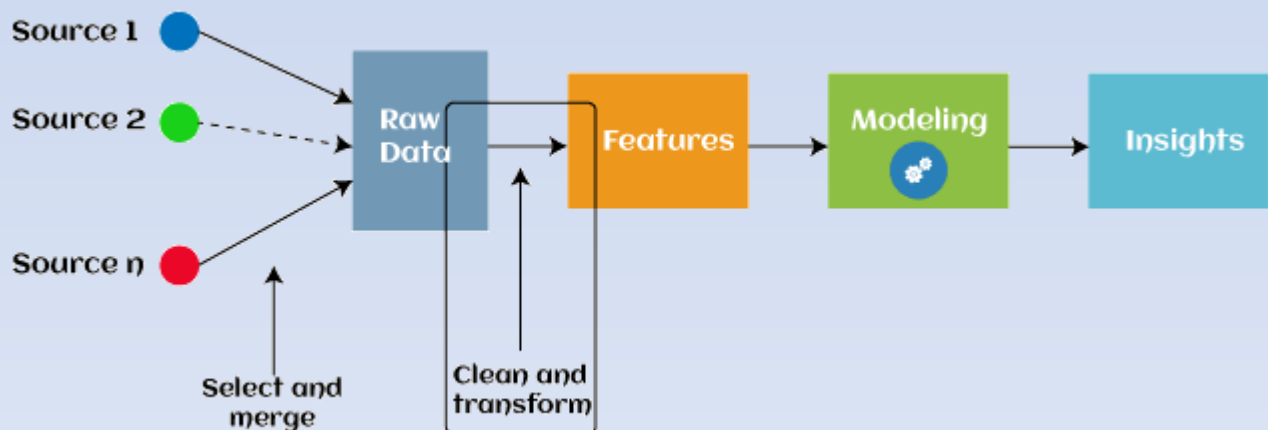 Source 1
Source 2
Source n
Raw
Data
Features
Modeling
Insights
Select and
merge
Clean and
transform